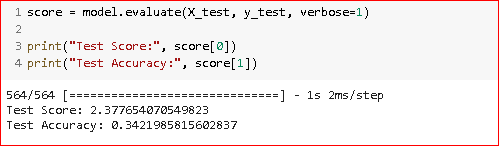 1 score = model.evaluate(X_test, y_test, verbose=1)
2
3 print("Test Score:", score[0])
4 print("Test Accuracy:", score[1])
564/564 [==============================] - 1s 2ms/step
Test Score: 2.377654070549823
Test Accuracy: 0.3421985815602837